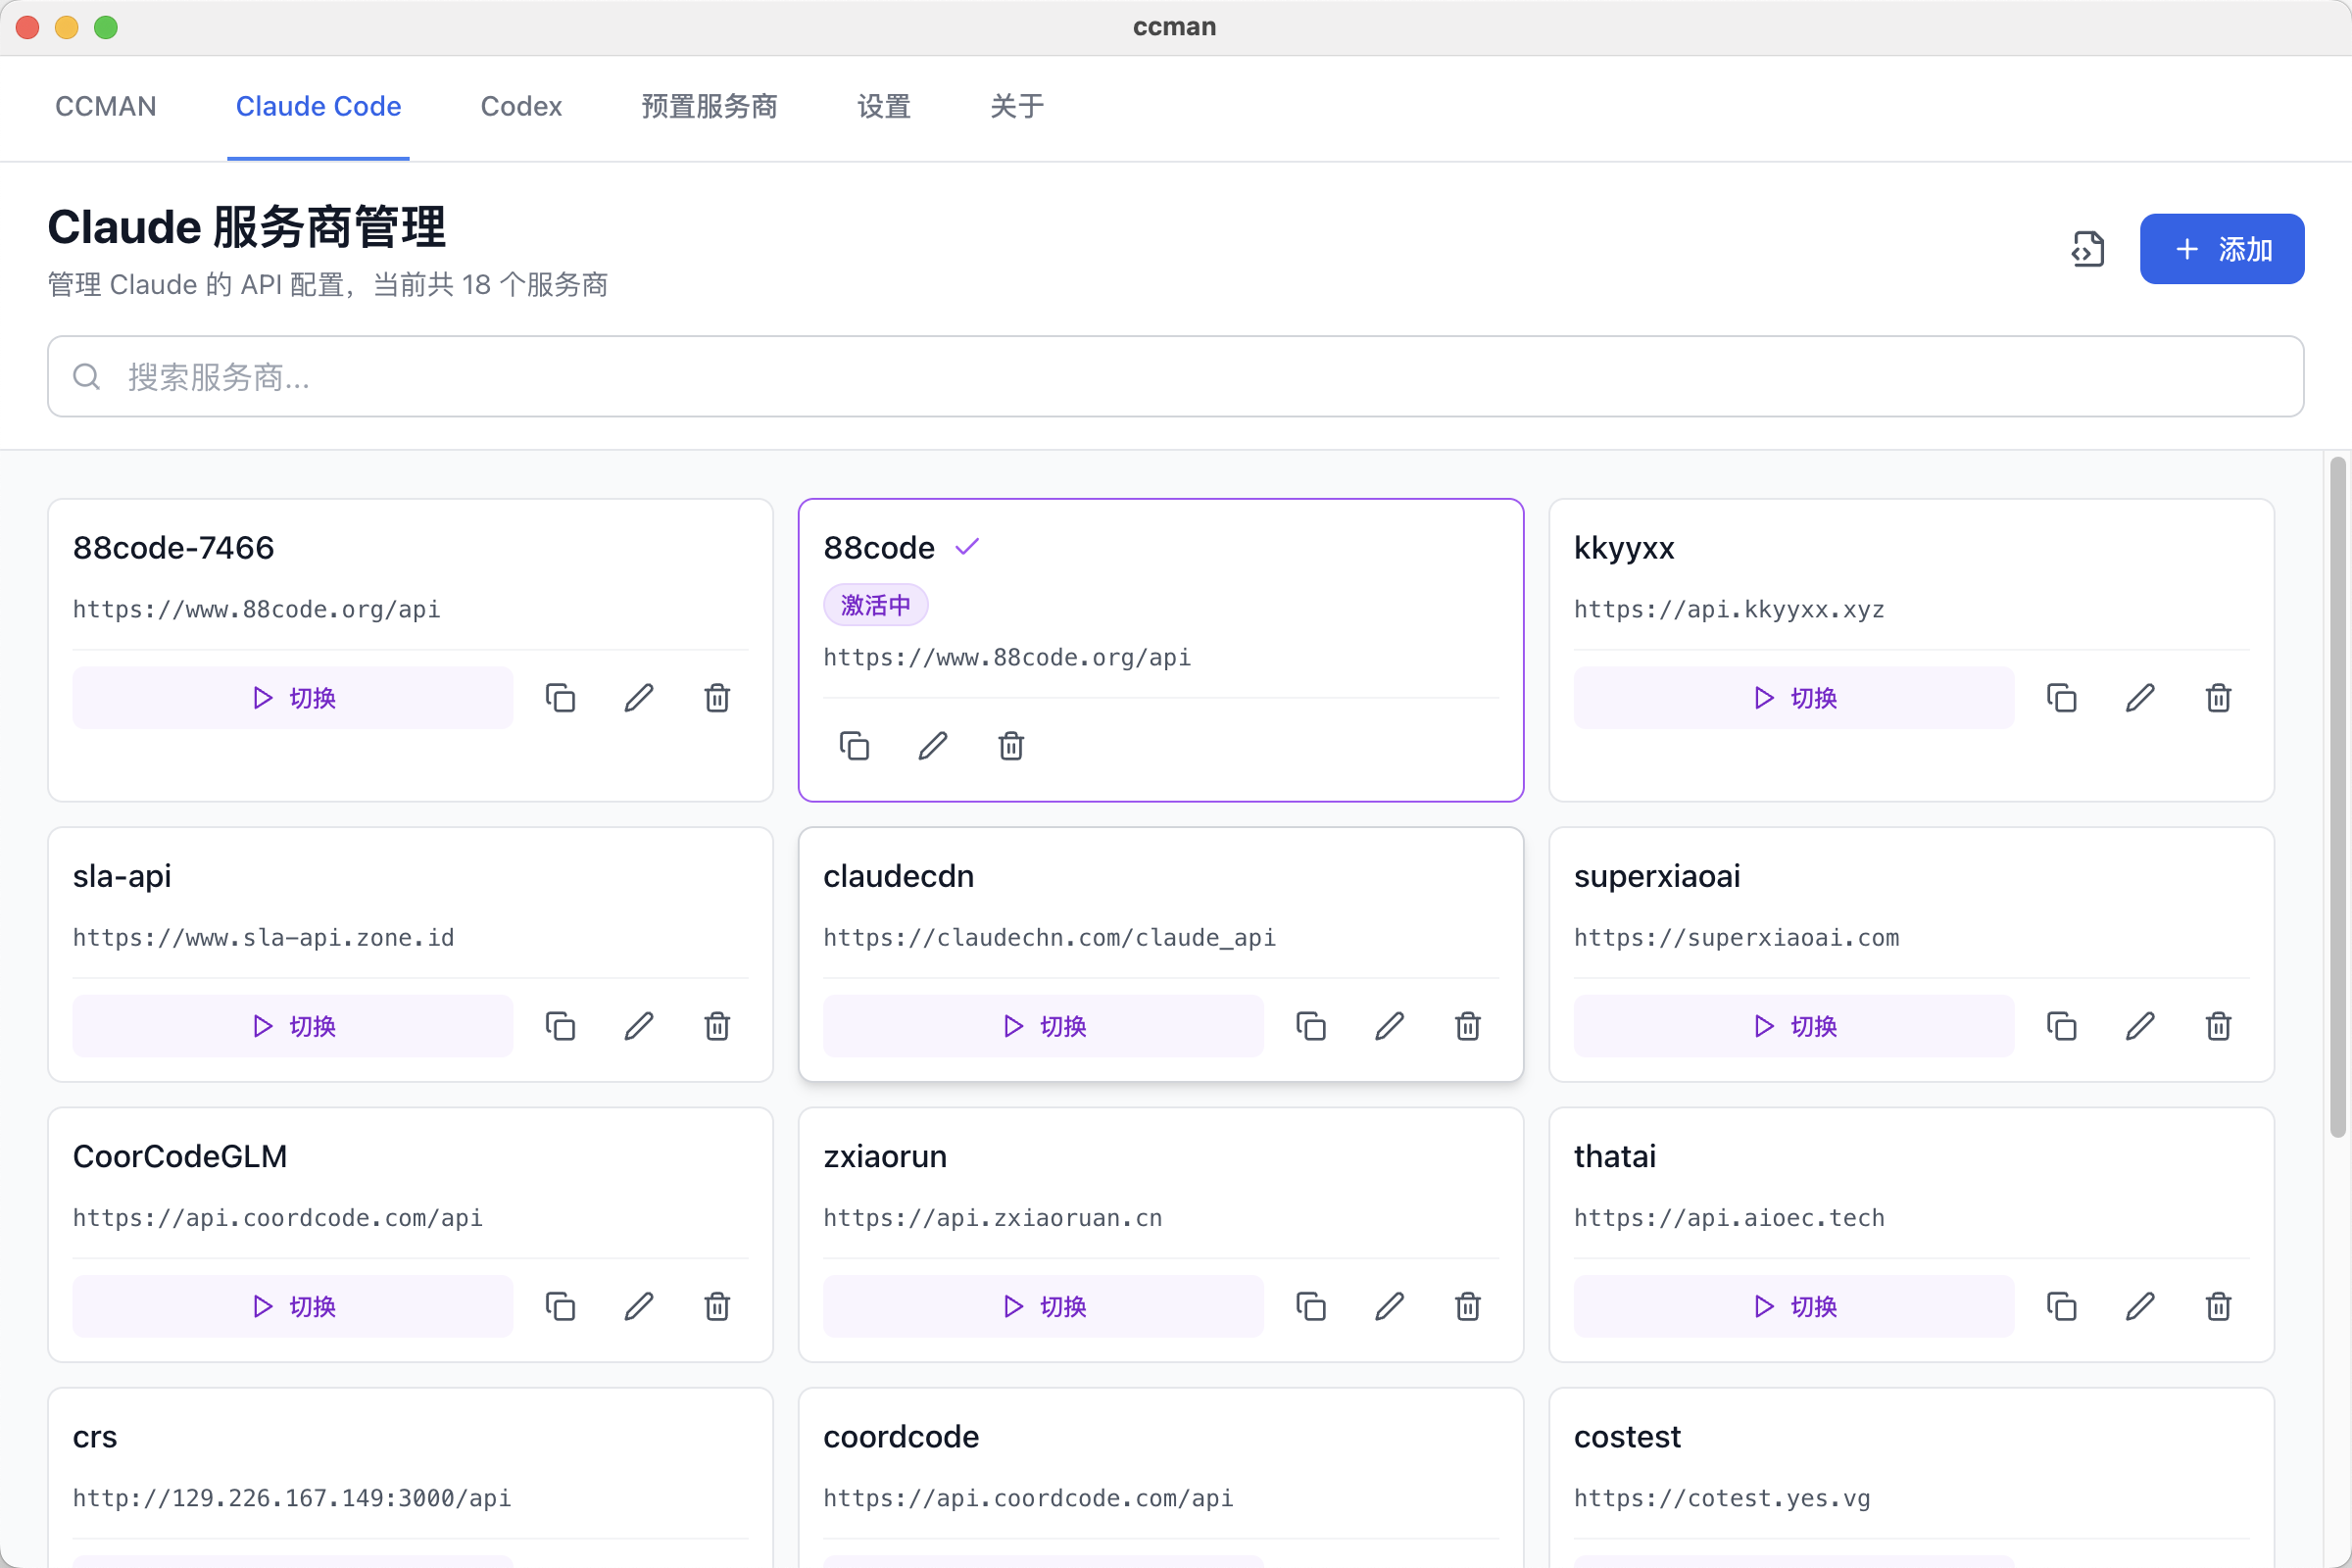 ccman
CCMAN Claude Code Codex 预置服务商 设置 关于
Claude 服务商管理
管理 Claude 的 API 配置，当前共 18 个服务商
添加
搜索服务商...
88code-7466
https://www.88code.org/api
切换
88code
激活中
https://www.88code.org/api
kkyyxx
https://api.kkyyxx.xyz
切换
sla-api
https://www.sla-api.zone.id
切换
claudecdn
https://claudechn.com/claude_api
切换
superxiaoai
https://superxiaoai.com
切换
CoorCodeGLM
https://api.coordcode.com/api
切换
zxiaorun
https://api.zxiaoruan.cn
切换
thatai
https://api.aioec.tech
切换
crs
http://129.226.167.149:3000/api
coordcode
https://api.coordcode.com/api
costest
https://cotest.yes.vg